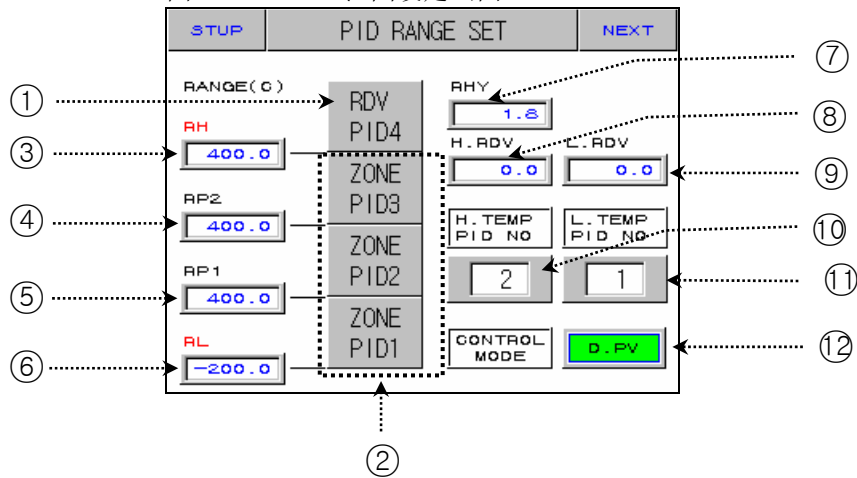 STUP
PID RANGE SET
NEXT
RANGE(C)
RH
400.0
RP2
400.0
RP1
400.0
RL
-200.0
RDV
PID4
ZONE
PID3
ZONE
PID2
ZONE
PID1
RHY
1.8
H.RDV
L.RDV
0.0
0.0
H.TEMP
PID NO
L.TEMP
PID NO
2
1
CONTROL
MODE
D.PV
①
③
④
⑤
⑥
②
⑦
⑧
⑨
⑩
⑪
⑫